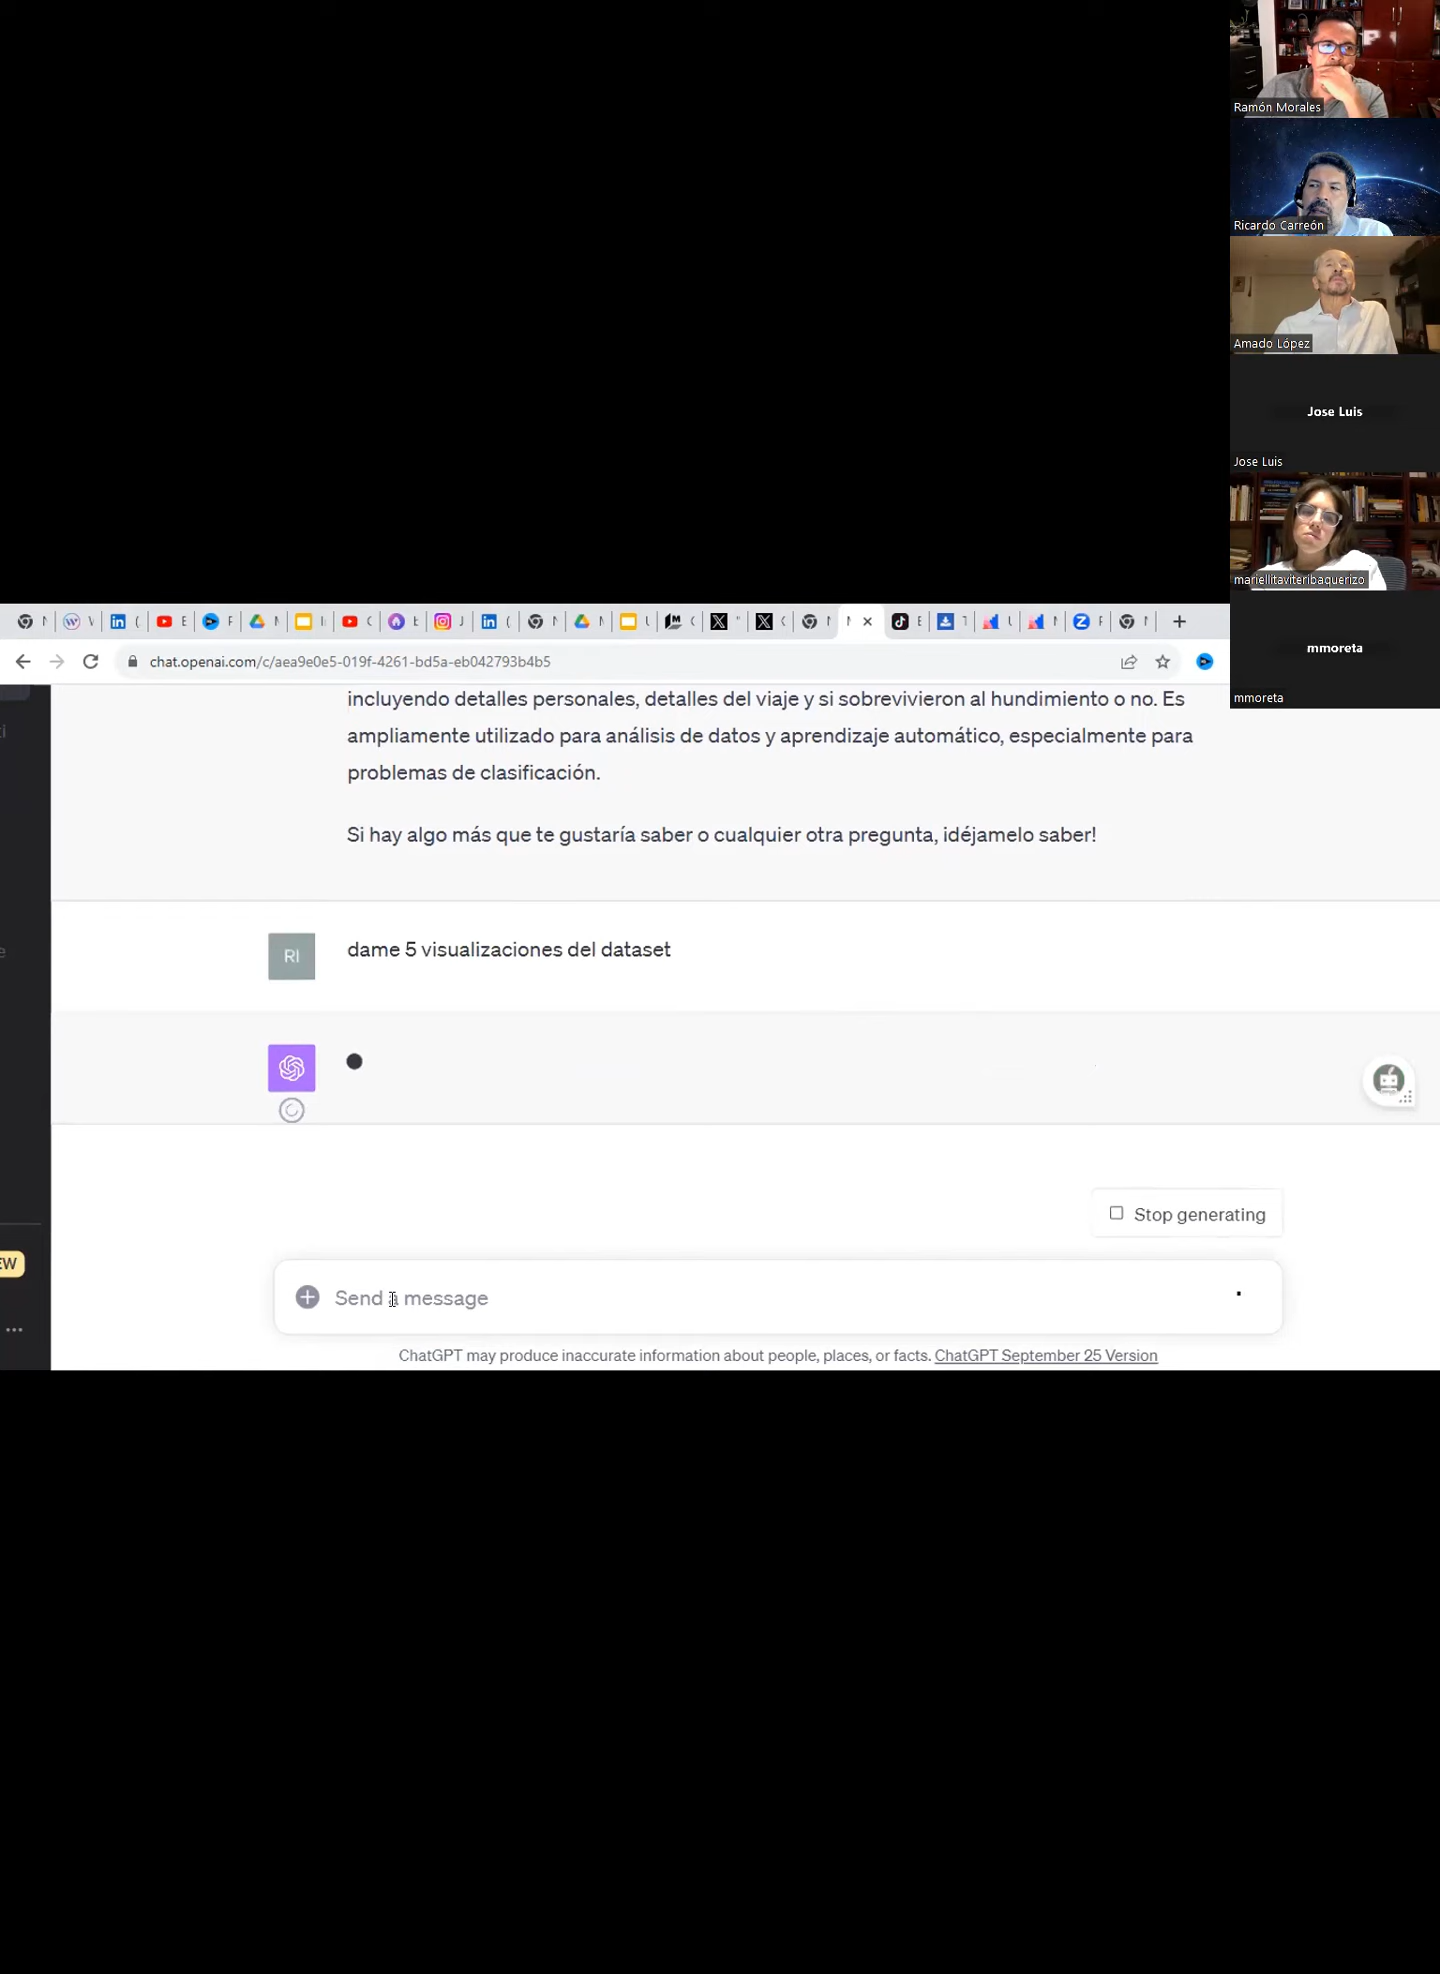 Ramón Morales
Ricardo Carreón
Amado López
Jose Luis
Jose Luis
mariellitaviteribaquerizo
mmoreta
mmoreta
chat.openai.com/c/aea9e0e5-019f-4261-bd5a-eb042793b4b5
incluyendo detalles personales, detalles del viaje y si sobrevivieron al hundimiento o no. Es
ampliamente utilizado para análisis de datos y aprendizaje automático, especialmente para
problemas de clasificación.
Si hay algo más que te gustaría saber o cualquier otra pregunta, ¡déjamelo saber!
RI
dame 5 visualizaciones del dataset
Stop generating
Send a message
ChatGPT may produce inaccurate information about people, places, or facts. ChatGPT September 25 Version